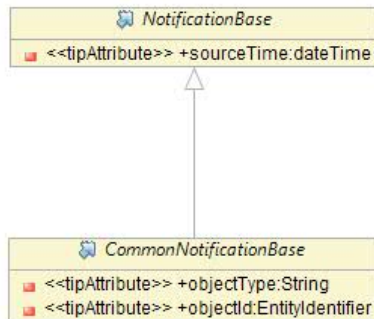 NotificationBase
<<tipAttribute>> +sourceTime:dateTime
CommonNotificationBase
<<tipAttribute>> +objectType:String
<<tipAttribute>> +objectId:EntityIdentifier